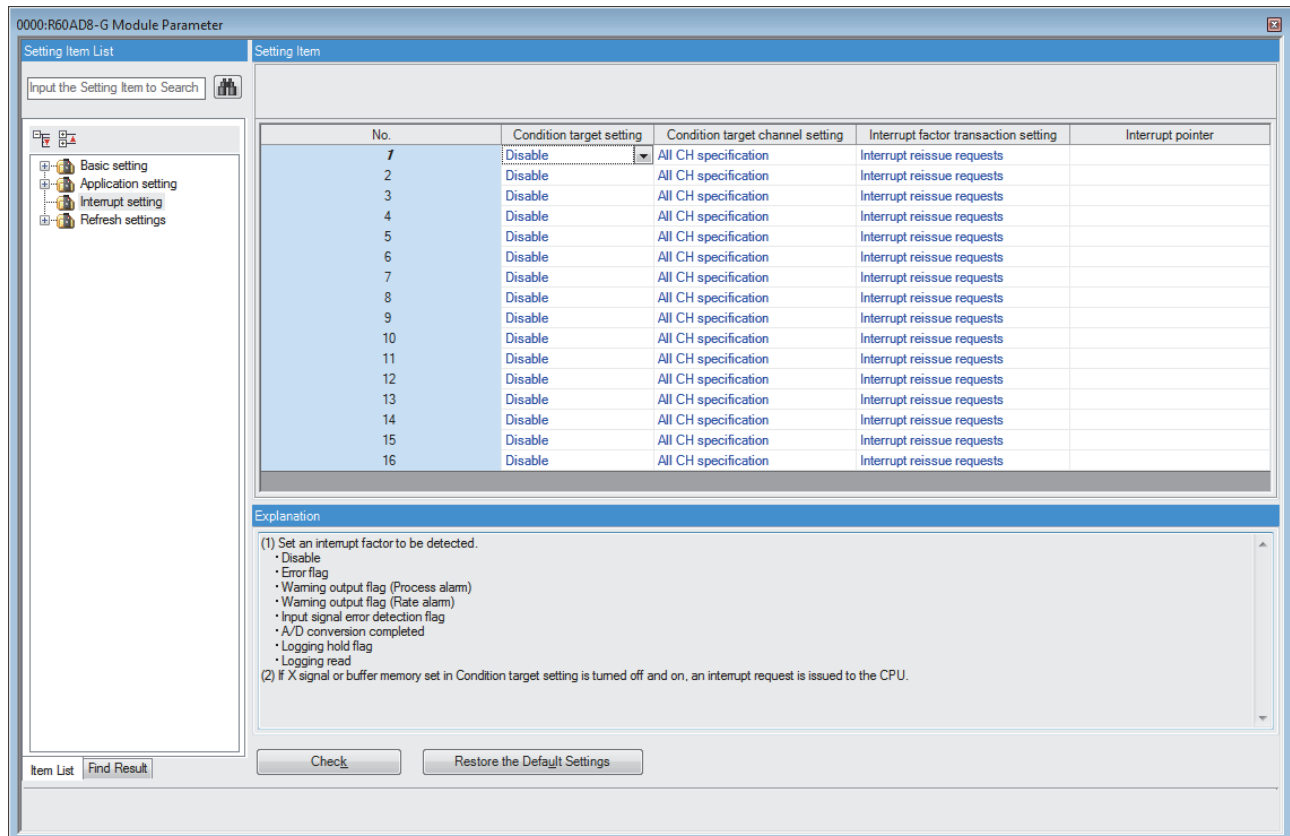 0000:R60AD8-G Module Parameter
Setting Item List
Setting Item
Input the Setting Item to Search
Basic setting
Application setting
Interrupt setting
Refresh settings
No. Condition target setting Condition target channel setting Interrupt factor transaction setting Interrupt pointer
1 Disable All CH specification Interrupt reissue requests
2 Disable All CH specification Interrupt reissue requests
3 Disable All CH specification Interrupt reissue requests
4 Disable All CH specification Interrupt reissue requests
5 Disable All CH specification Interrupt reissue requests
6 Disable All CH specification Interrupt reissue requests
7 Disable All CH specification Interrupt reissue requests
8 Disable All CH specification Interrupt reissue requests
9 Disable All CH specification Interrupt reissue requests
10 Disable All CH specification Interrupt reissue requests
11 Disable All CH specification Interrupt reissue requests
12 Disable All CH specification Interrupt reissue requests
13 Disable All CH specification Interrupt reissue requests
14 Disable All CH specification Interrupt reissue requests
15 Disable All CH specification Interrupt reissue requests
16 Disable All CH specification Interrupt reissue requests
Explanation
(1) Set an interrupt factor to be detected.
・Disable
・Error flag
・Warning output flag (Process alarm)
・Warning output flag (Rate alarm)
・Input signal error detection flag
・A/D conversion completed
・Logging hold flag
・Logging read
(2) If X signal or buffer memory set in Condition target setting is turned off and on, an interrupt request is issued to the CPU.
Item List Find Result
Check Restore the Default Settings